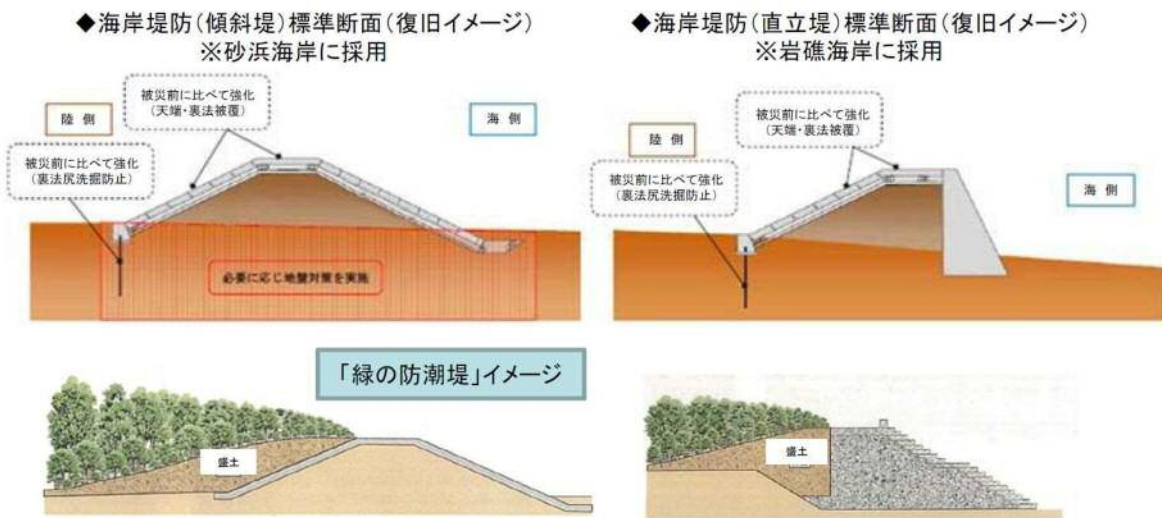 ◆海岸堤防(傾斜堤)標準断面(復旧イメージ)
※砂浜海岸に採用
被災前に比べて強化
(天端・裏法被覆)
陸 側
海 側
被災前に比べて強化
(裏法尻洗掘防止)
必要に応じ地盤対策を実施
◆海岸堤防(直立堤)標準断面(復旧イメージ)
※岩礁海岸に採用
被災前に比べて強化
(天端・裏法被覆)
陸 側
被災前に比べて強化
(裏法尻洗掘防止)
海 側
「緑の防潮堤」イメージ
盛土
盛土